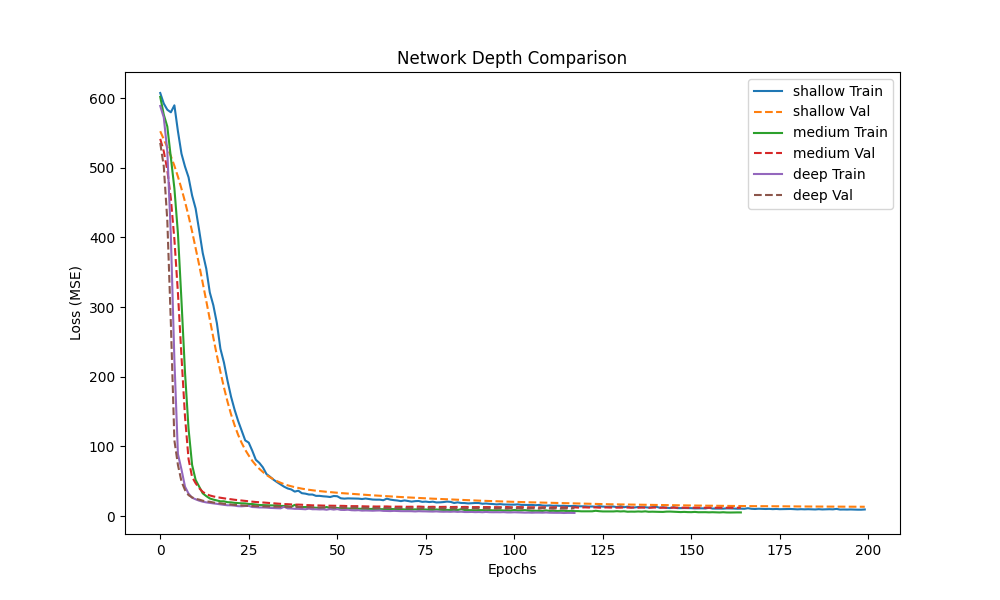 Network Depth Comparison
shallow Train
shallow Val
medium Train
medium Val
deep Train
deep Val
Loss (MSE)
600
500
400
300
200
100
0
0 25 50 75 100 125 150 175 200
Epochs